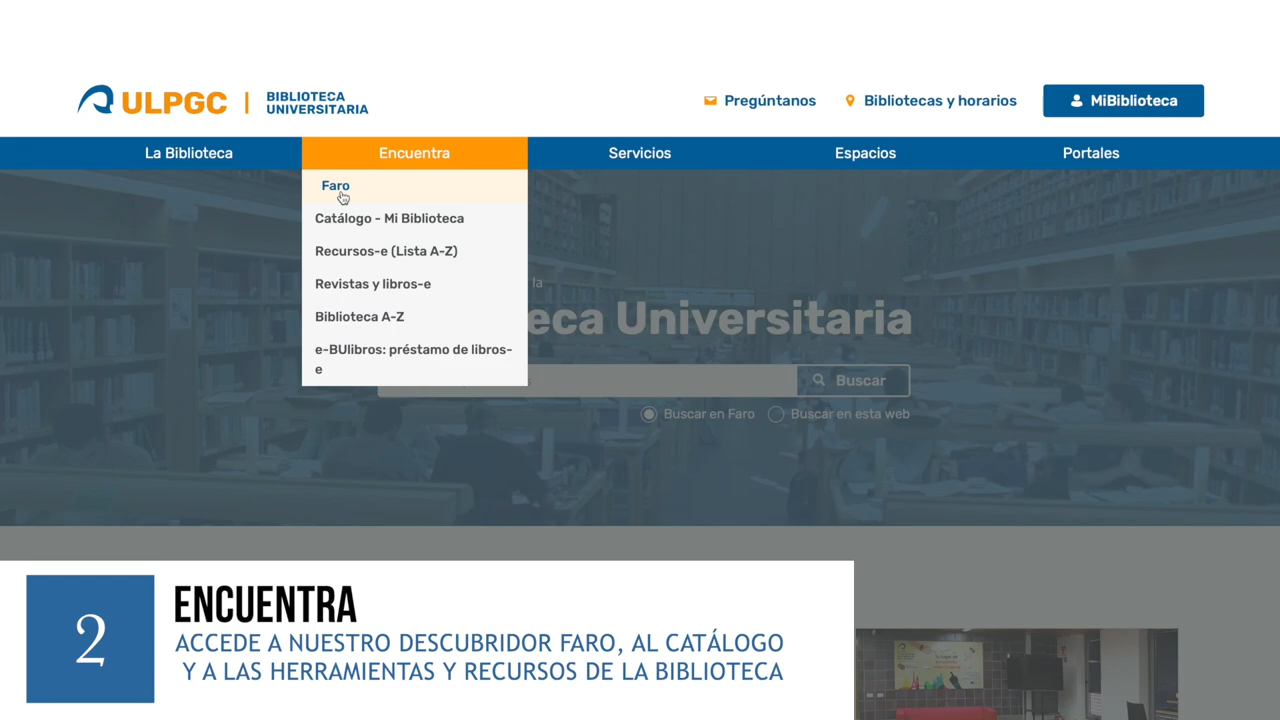 ULPGC
BIBLIOTECA
UNIVERSITARIA
Pregúntanos
Bibliotecas y horarios
MiBiblioteca
La Biblioteca
Encuentra
Servicios
Espacios
Portales
Faro
Catálogo - Mi Biblioteca
Recursos-e (Lista A-Z)
Revistas y libros-e
Biblioteca A-Z
e-BUlibros: préstamo de libros-
e
la
eca Universitaria
Buscar
Buscar en Faro
Buscar en esta web
2
ENCUENTRA
ACCEDE A NUESTRO DESCUBRIDOR FARO, AL CATÁLOGO
Y A LAS HERRAMIENTAS Y RECURSOS DE LA BIBLIOTECA